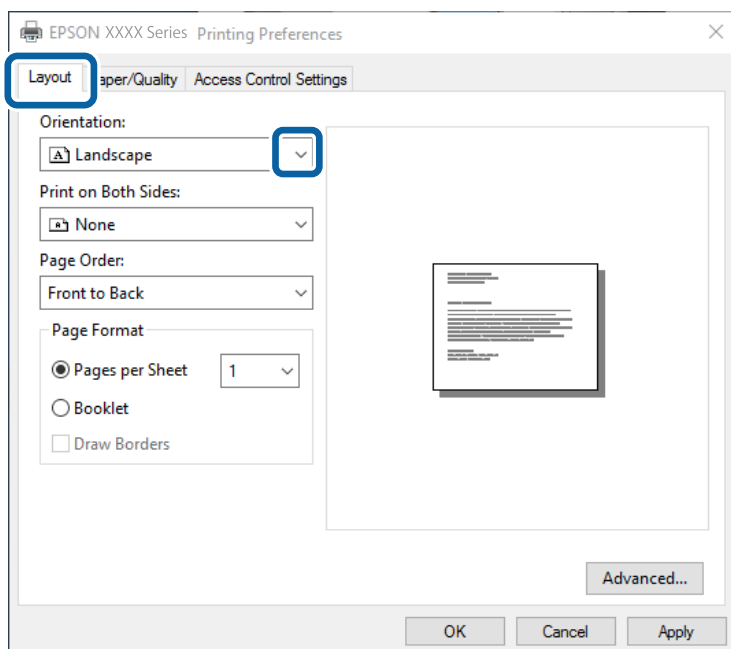 EPSON XXXX Series Printing Preferences
Layout aper/Quality Access Control Settings
Orientation:
A Landscape
Print on Both Sides:
A None
Page Order:
Front to Back
Page Format
Pages per Sheet 1
Booklet
Draw Borders
Advanced...
OK Cancel Apply